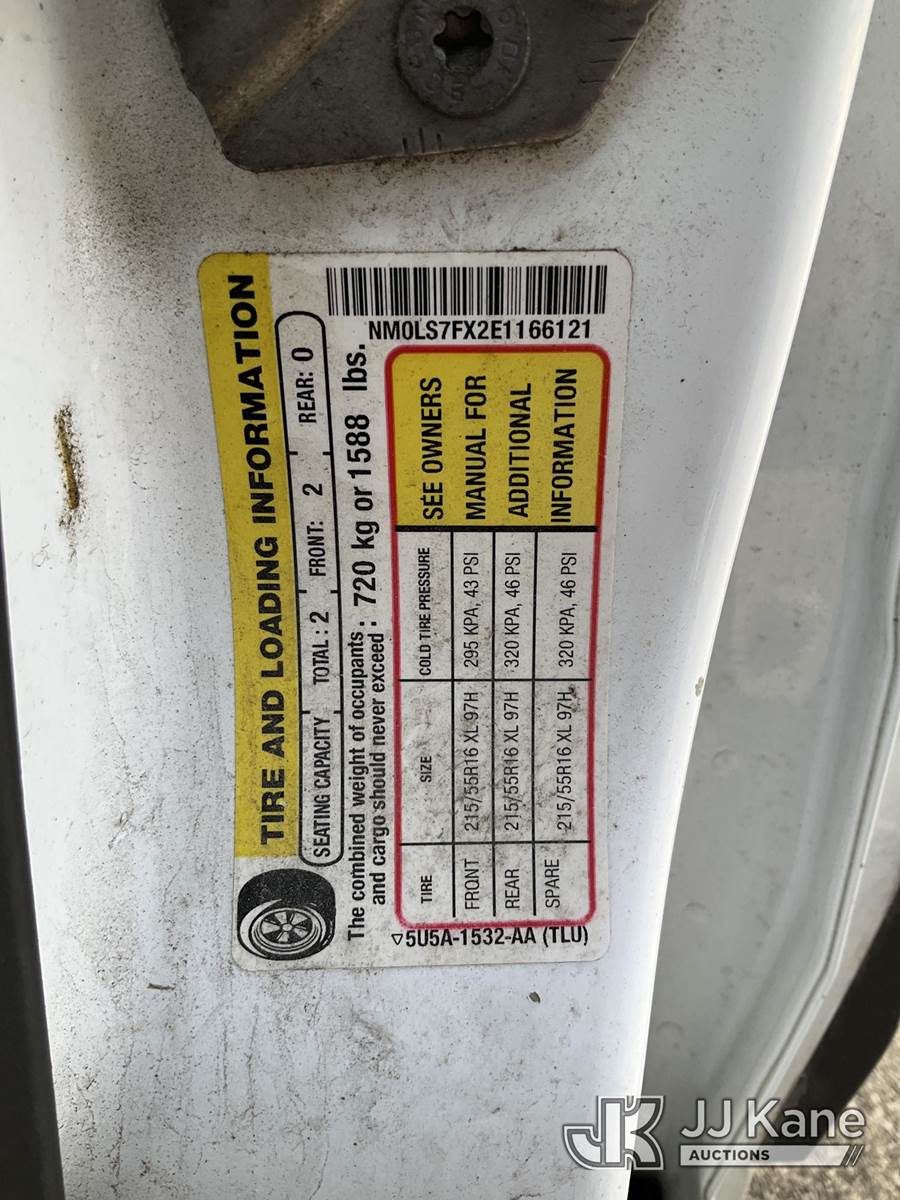 TIRE AND LOADING INFORMATION
SEATING CAPACITY TOTAL : 2 FRONT: 2 REAR: 0
The combined weight of occupants and cargo should never exceed : 720 kg or 1588 lbs.
TIRE SIZE COLD TIRE PRESSURE
FRONT 215/55R16 XL 97H 295 KPA, 43 PSI
REAR 215/55R16 XL 97H 320 KPA, 46 PSI
SPARE 215/55R16 XL 97H 320 KPA, 46 PSI
SEE OWNERS
MANUAL FOR
ADDITIONAL
INFORMATION
5U5A-1532-AA (TLU)
NM0LS7FX2E1166121
JK JJ Kane
AUCTIONS